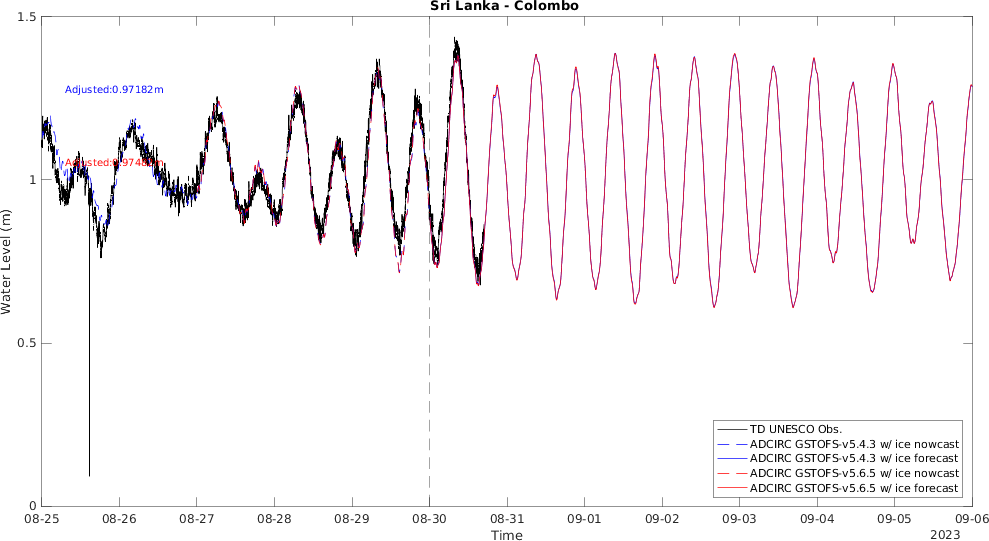 Sri Lanka - Colombo
1.5
1
0.5
0
Water Level (m)
Adjusted:0.97182m
TD UNESCO Obs.
ADCIRC GSTOFS-v5.4.3 w/ ice nowcast
ADCIRC GSTOFS-v5.4.3 w/ ice forecast
ADCIRC GSTOFS-v5.6.5 w/ ice nowcast
ADCIRC GSTOFS-v5.6.5 w/ ice forecast
08-25 08-26 08-27 08-28 08-29 08-30 08-31 09-01 09-02 09-03 09-04 09-05 09-06
Time
2023